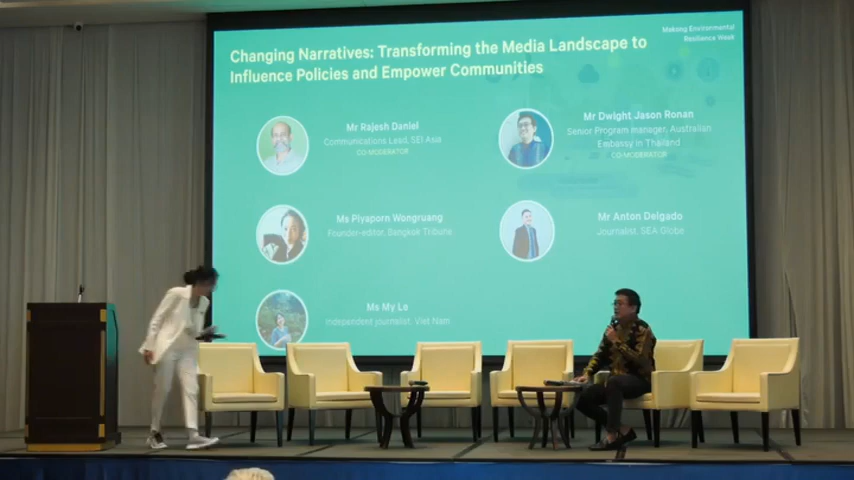 Mekong Environmental
Resilience Week
Changing Narratives: Transforming the Media Landscape to
Influence Policies and Empower Communities
Mr Rajesh Daniel
Communications Lead, SEI Asia
CO-MODERATOR
Mr Dwight Jason Ronan
Senior Program manager, Australian
Embassy in Thailand
CO-MODERATOR
Ms Piyaporn Wongruang
Founder-editor, Bangkok Tribune
Mr Anton Delgado
Journalist, SEA Globe
Ms My Le
Independent journalist, Viet Nam